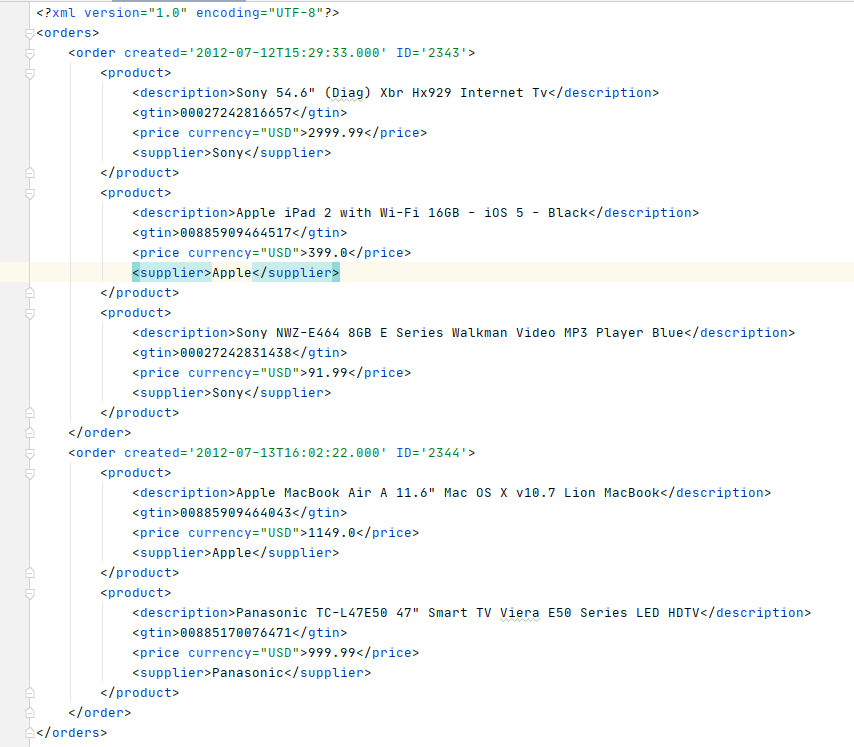 <?xml version="1.0" encoding="UTF-8"?>
<orders>
    <order created='2012-07-12T15:29:33.000' ID='2343'>
        <product>
            <description>Sony 54.6" (Diag) Xbr Hx929 Internet Tv</description>
            <gtin>00027242816657</gtin>
            <price currency="USD">2999.99</price>
            <supplier>Sony</supplier>
        </product>
        <product>
            <description>Apple iPad 2 with Wi-Fi 16GB - iOS 5 - Black</description>
            <gtin>00885909464517</gtin>
            <price currency="USD">399.0</price>
            <supplier>Apple</supplier>
        </product>
        <product>
            <description>Sony NWZ-E464 8GB E Series Walkman Video MP3 Player Blue</description>
            <gtin>00027242831438</gtin>
            <price currency="USD">91.99</price>
            <supplier>Sony</supplier>
        </product>
    </order>
    <order created='2012-07-13T16:02:22.000' ID='2344'>
        <product>
            <description>Apple MacBook Air A 11.6" Mac OS X v10.7 Lion MacBook</description>
            <gtin>00885909464043</gtin>
            <price currency="USD">1149.0</price>
            <supplier>Apple</supplier>
        </product>
        <product>
            <description>Panasonic TC-L47E50 47" Smart TV Viera E50 Series LED HDTV</description>
            <gtin>00885170076471</gtin>
            <price currency="USD">999.99</price>
            <supplier>Panasonic</supplier>
        </product>
    </order>
</orders>